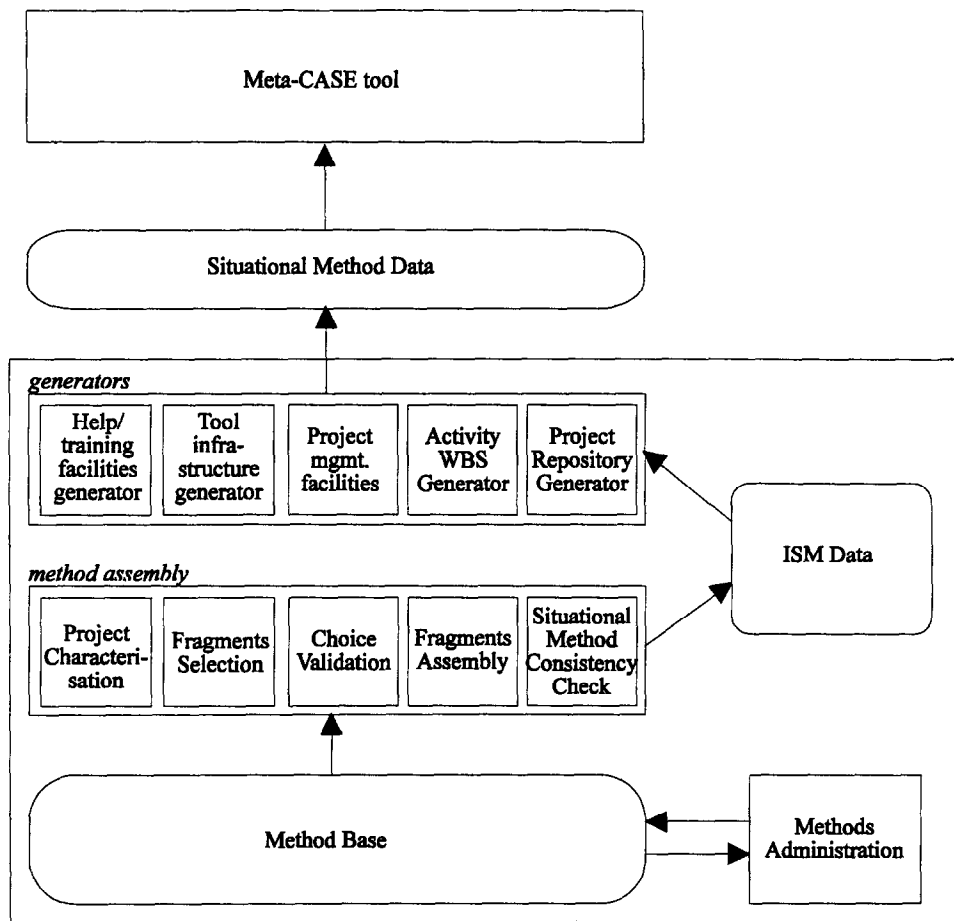 Meta-CASE tool
Situational Method Data
generators
Help/
training
facilities
generator
Tool
infra-
structure
generator
Project
mgmt.
facilities
Activity
WBS
Generator
Project
Repository
Generator
ISM Data
method assembly
Project
Characteri-
sation
Fragments
Selection
Choice
Validation
Fragments
Assembly
Situational
Method
Consistency
Check
Method Base
Methods
Administration